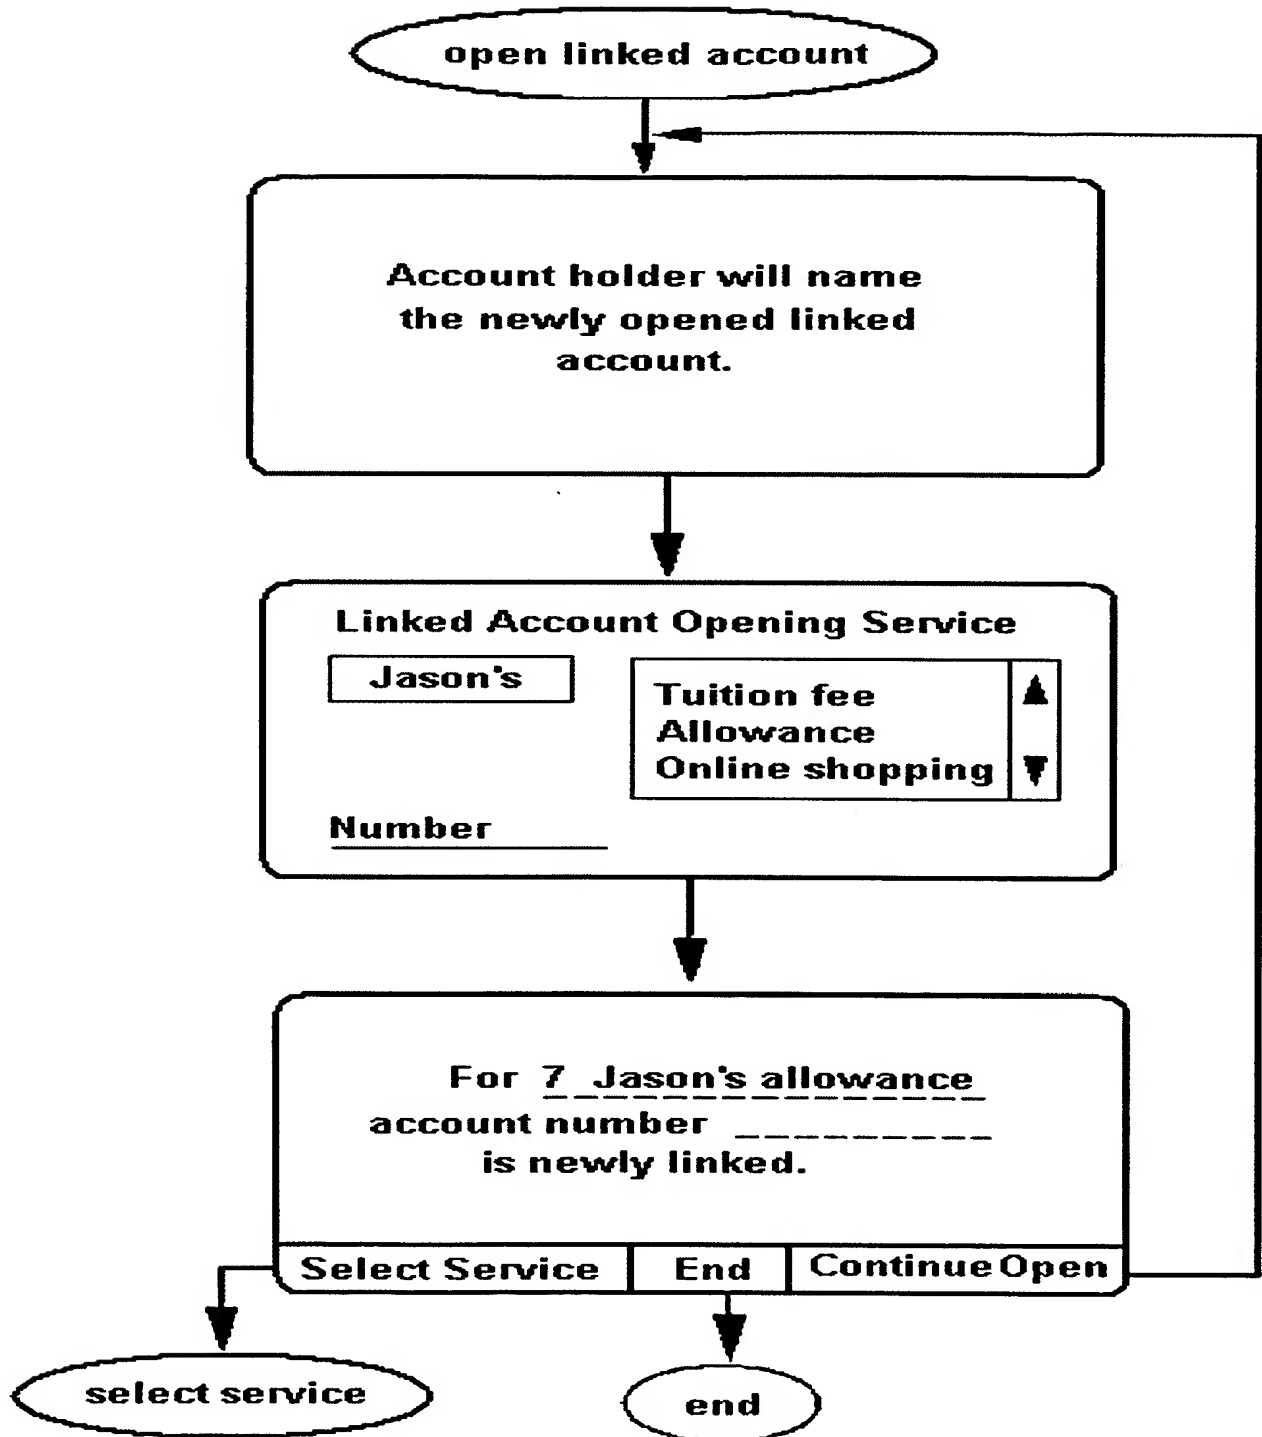 open linked account
Account holder will name
the newly opened linked
account.
Linked Account Opening Service
Jason's
Tuition fee
Allowance
Online shopping
Number
For 7 Jason's allowance
account number
is newly linked.
Select Service
End
Continue Open
select service
end